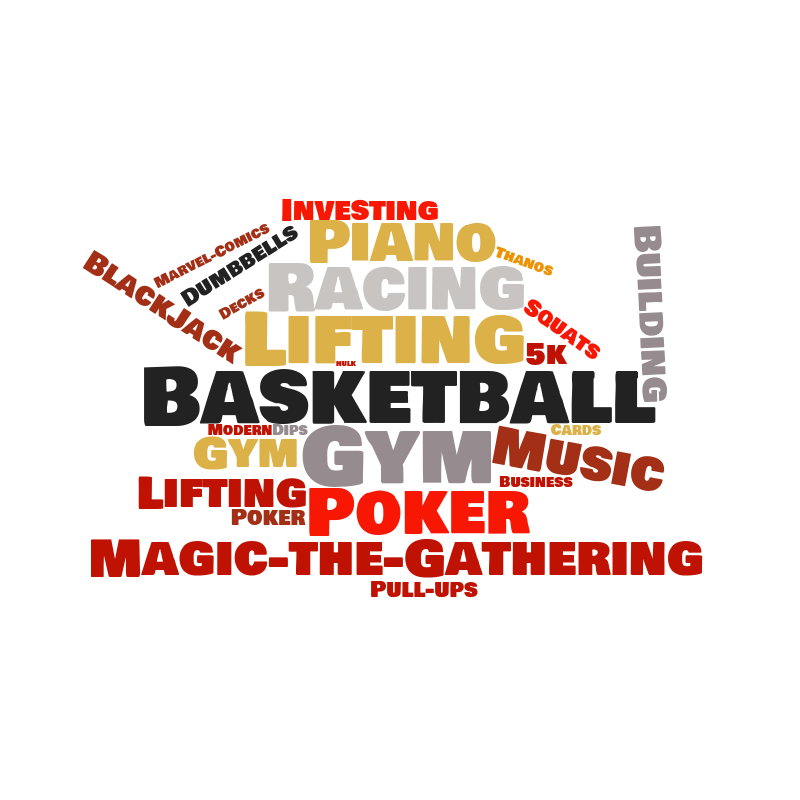 Investing
Piano
Marvel-Comics
Dumbbells
Thanos
Building
BlackJack
Decks
Racing
Squats
Lifting
5K
Hulk
Basketball
Modern
Dips
Cards
Gym
Gym
Music
Lifting
Business
Poker
Poker
Magic-the-Gathering
Pull-ups